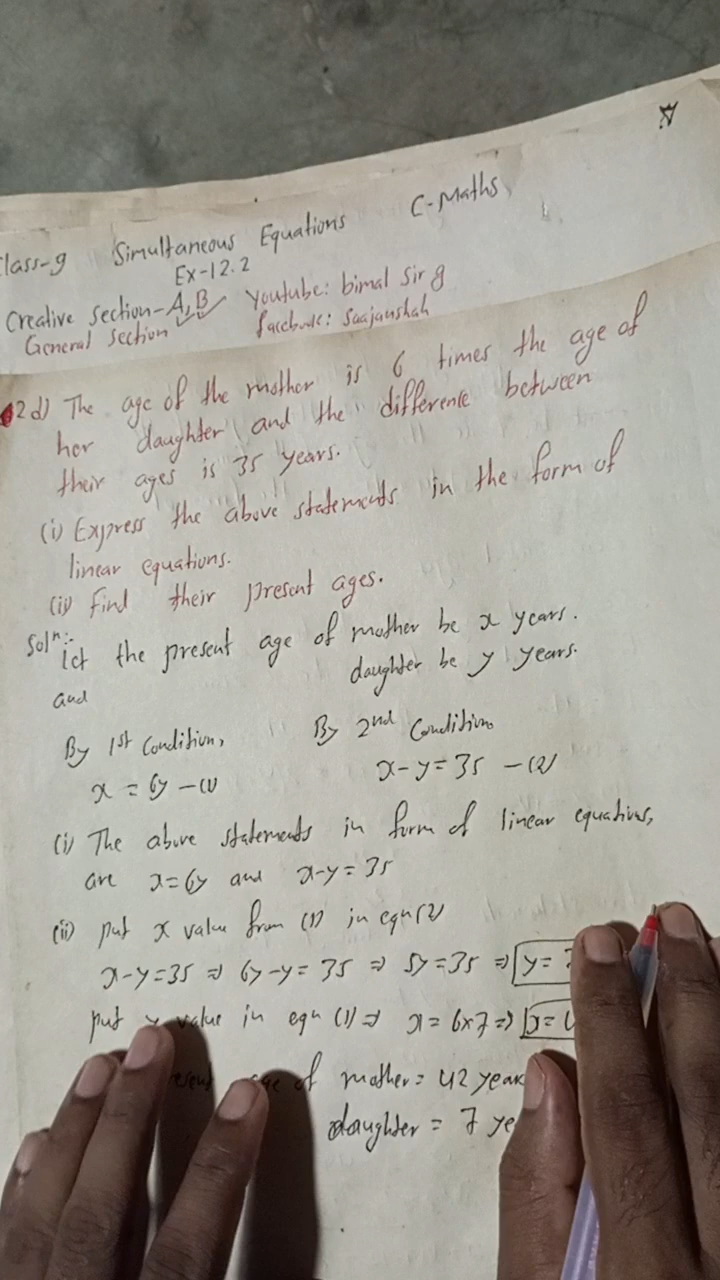 class-9 Simultaneous Equations C-Maths
Ex-12.2
Creative section-A,B Youtube: bimal Sir g
General section facebook: Saajanshah
2d) The age of the mother is 6 times the age of
her daughter and the difference between
their ages is 35 years.
(i) Express the above statements in the form of
linear equations.
(ii) find their present ages.
Solⁿ:-
let the present age of mother be x years.
and daughter be y years.
By 1st Condition, By 2nd Condition
x = 6y -(1) x-y=35 -(2)
(i) The above statements in form of linear equations,
are x=6y and x-y=35
(ii) put x value from (1) in eqn(2)
x-y=35 ⇒ 6y-y=35 ⇒ 5y=35 ⇒ y=
put y value in eqn (1) ⇒ x=6x7 ⇒ x=
of mother = 42 years
daughter = 7